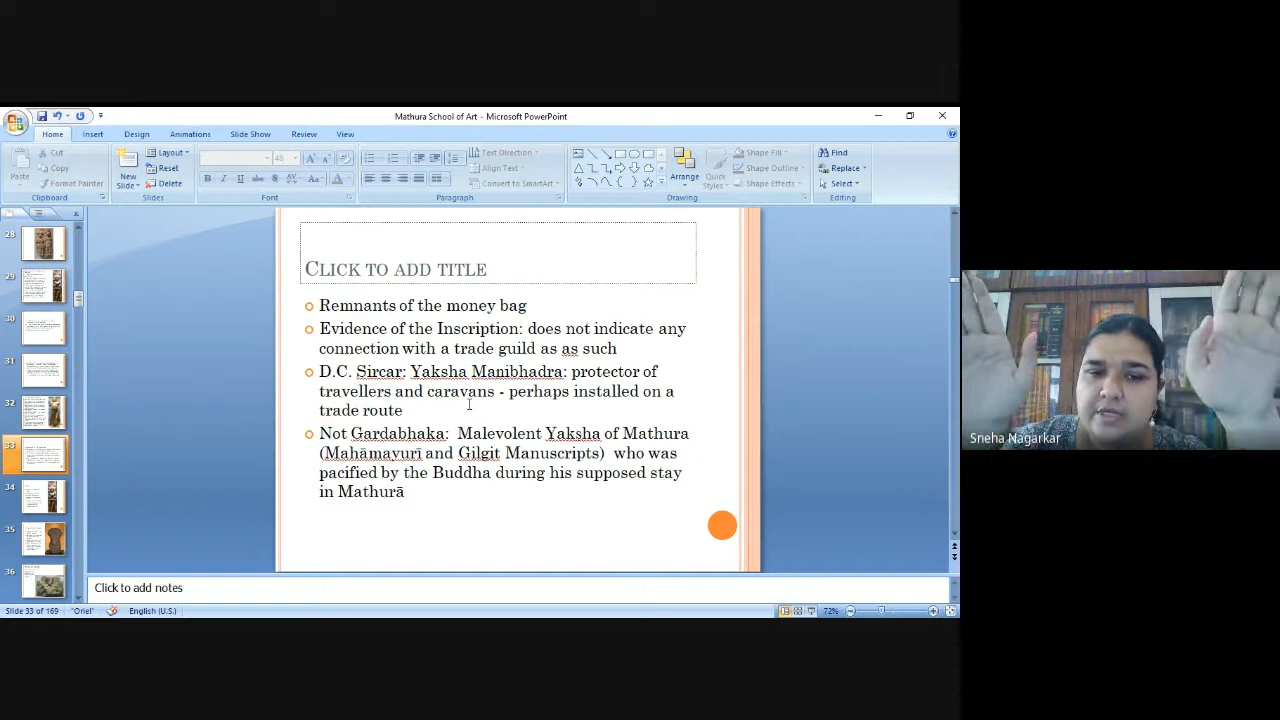 Mathura School of Art - Microsoft PowerPoint
Home Insert Design Animations Slide Show Review View
Paste
Cut
Copy
Format Painter
Clipboard
New
Slide
Layout
Reset
Delete
Slides
48
B I U abc S AV Aa A
Font
Text Direction
Align Text
Convert to SmartArt
Paragraph
Arrange
Quick
Styles
Shape Fill
Shape Outline
Shape Effects
Drawing
Find
Replace
Select
Editing
28
29
30
31
32
33
34
35
36
CLICK TO ADD TITLE
Remnants of the money bag
Evidence of the Inscription: does not indicate any
connection with a trade guild as as such
D.C. Sircar: Yaksha Manibhadra: protector of
travellers and caravans - perhaps installed on a
trade route
Not Gardabhaka: Malevolent Yaksha of Mathura
(Mahāmayurī and Gilgit Manuscripts) who was
pacified by the Buddha during his supposed stay
in Mathurā
Click to add notes
Slide 33 of 169 "Oriel" English (U.S.) 72%
Sneha Nagarkar